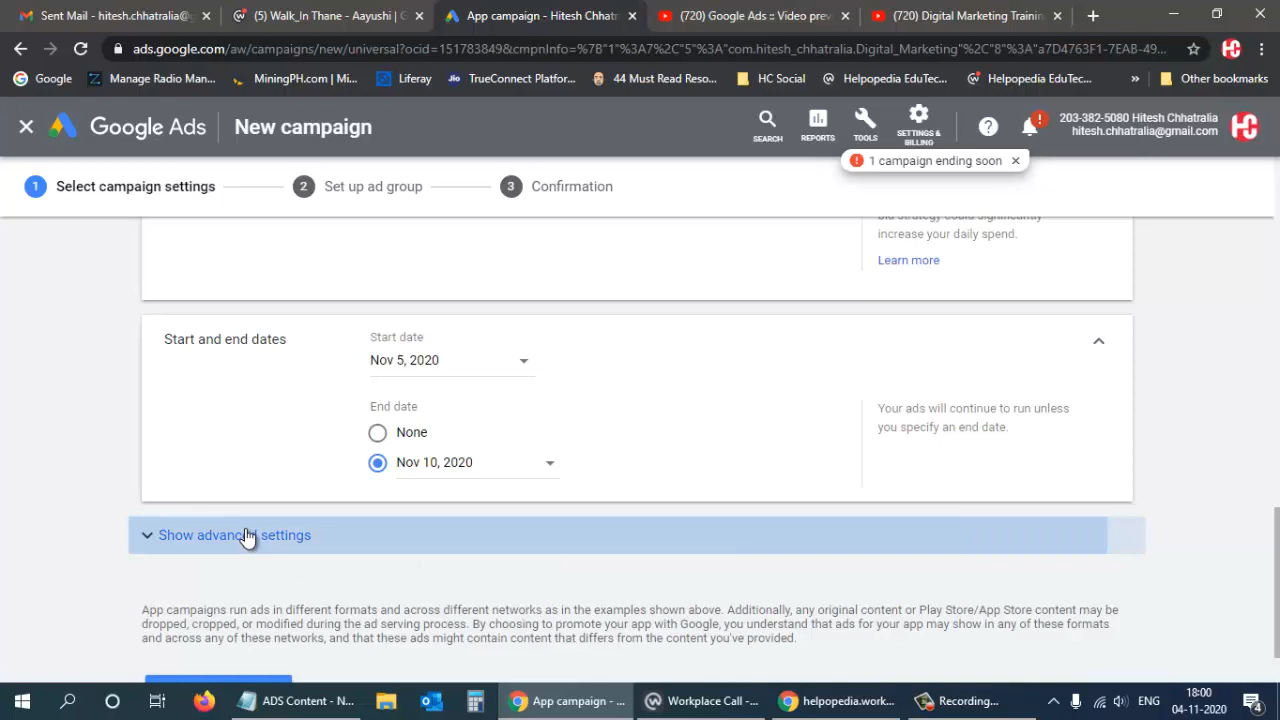 Sent Mail - hitesh.chhatralia@g
(5) Walk_In Thane - Aayushi | G
App campaign - Hitesh Chhatr
(720) Google Ads :: Video prev
(720) Digital Marketing Trainin
ads.google.com/aw/campaigns/new/universal?ocid=151783849&cmpnInfo=%7B"1"%3A7%2C"5"%3A"com.hitesh_chhatralia.Digital_Marketing"%2C"8"%3A"a7D4763F1-7EAB-49...
Google
Manage Radio Man...
MiningPH.com | Mi...
Liferay
TrueConnect Platfor...
44 Must Read Reso...
HC Social
Helpopedia EduTec...
Helpopedia EduTec...
»
Other bookmarks
Google Ads
New campaign
SEARCH
REPORTS
TOOLS
SETTINGS &
BILLING
203-382-5080 Hitesh Chhatralia
hitesh.chhatralia@gmail.com
1 campaign ending soon
1 Select campaign settings
2 Set up ad group
3 Confirmation
bid strategy could significantly
increase your daily spend.
Learn more
Start and end dates
Start date
Nov 5, 2020
End date
None
Nov 10, 2020
Your ads will continue to run unless
you specify an end date.
Show advanced settings
App campaigns run ads in different formats and across different networks as in the examples shown above. Additionally, any original content or Play Store/App Store content may be
dropped, cropped, or modified during the ad serving process. By choosing to promote your app with Google, you understand that ads for your app may show in any of these formats
and across any of these networks, and that these ads might contain content that differs from the content you've provided.
ADS Content - N...
App campaign - ...
Workplace Call - ...
helpopedia.work...
Recording...
ENG
18:00
04-11-2020
4